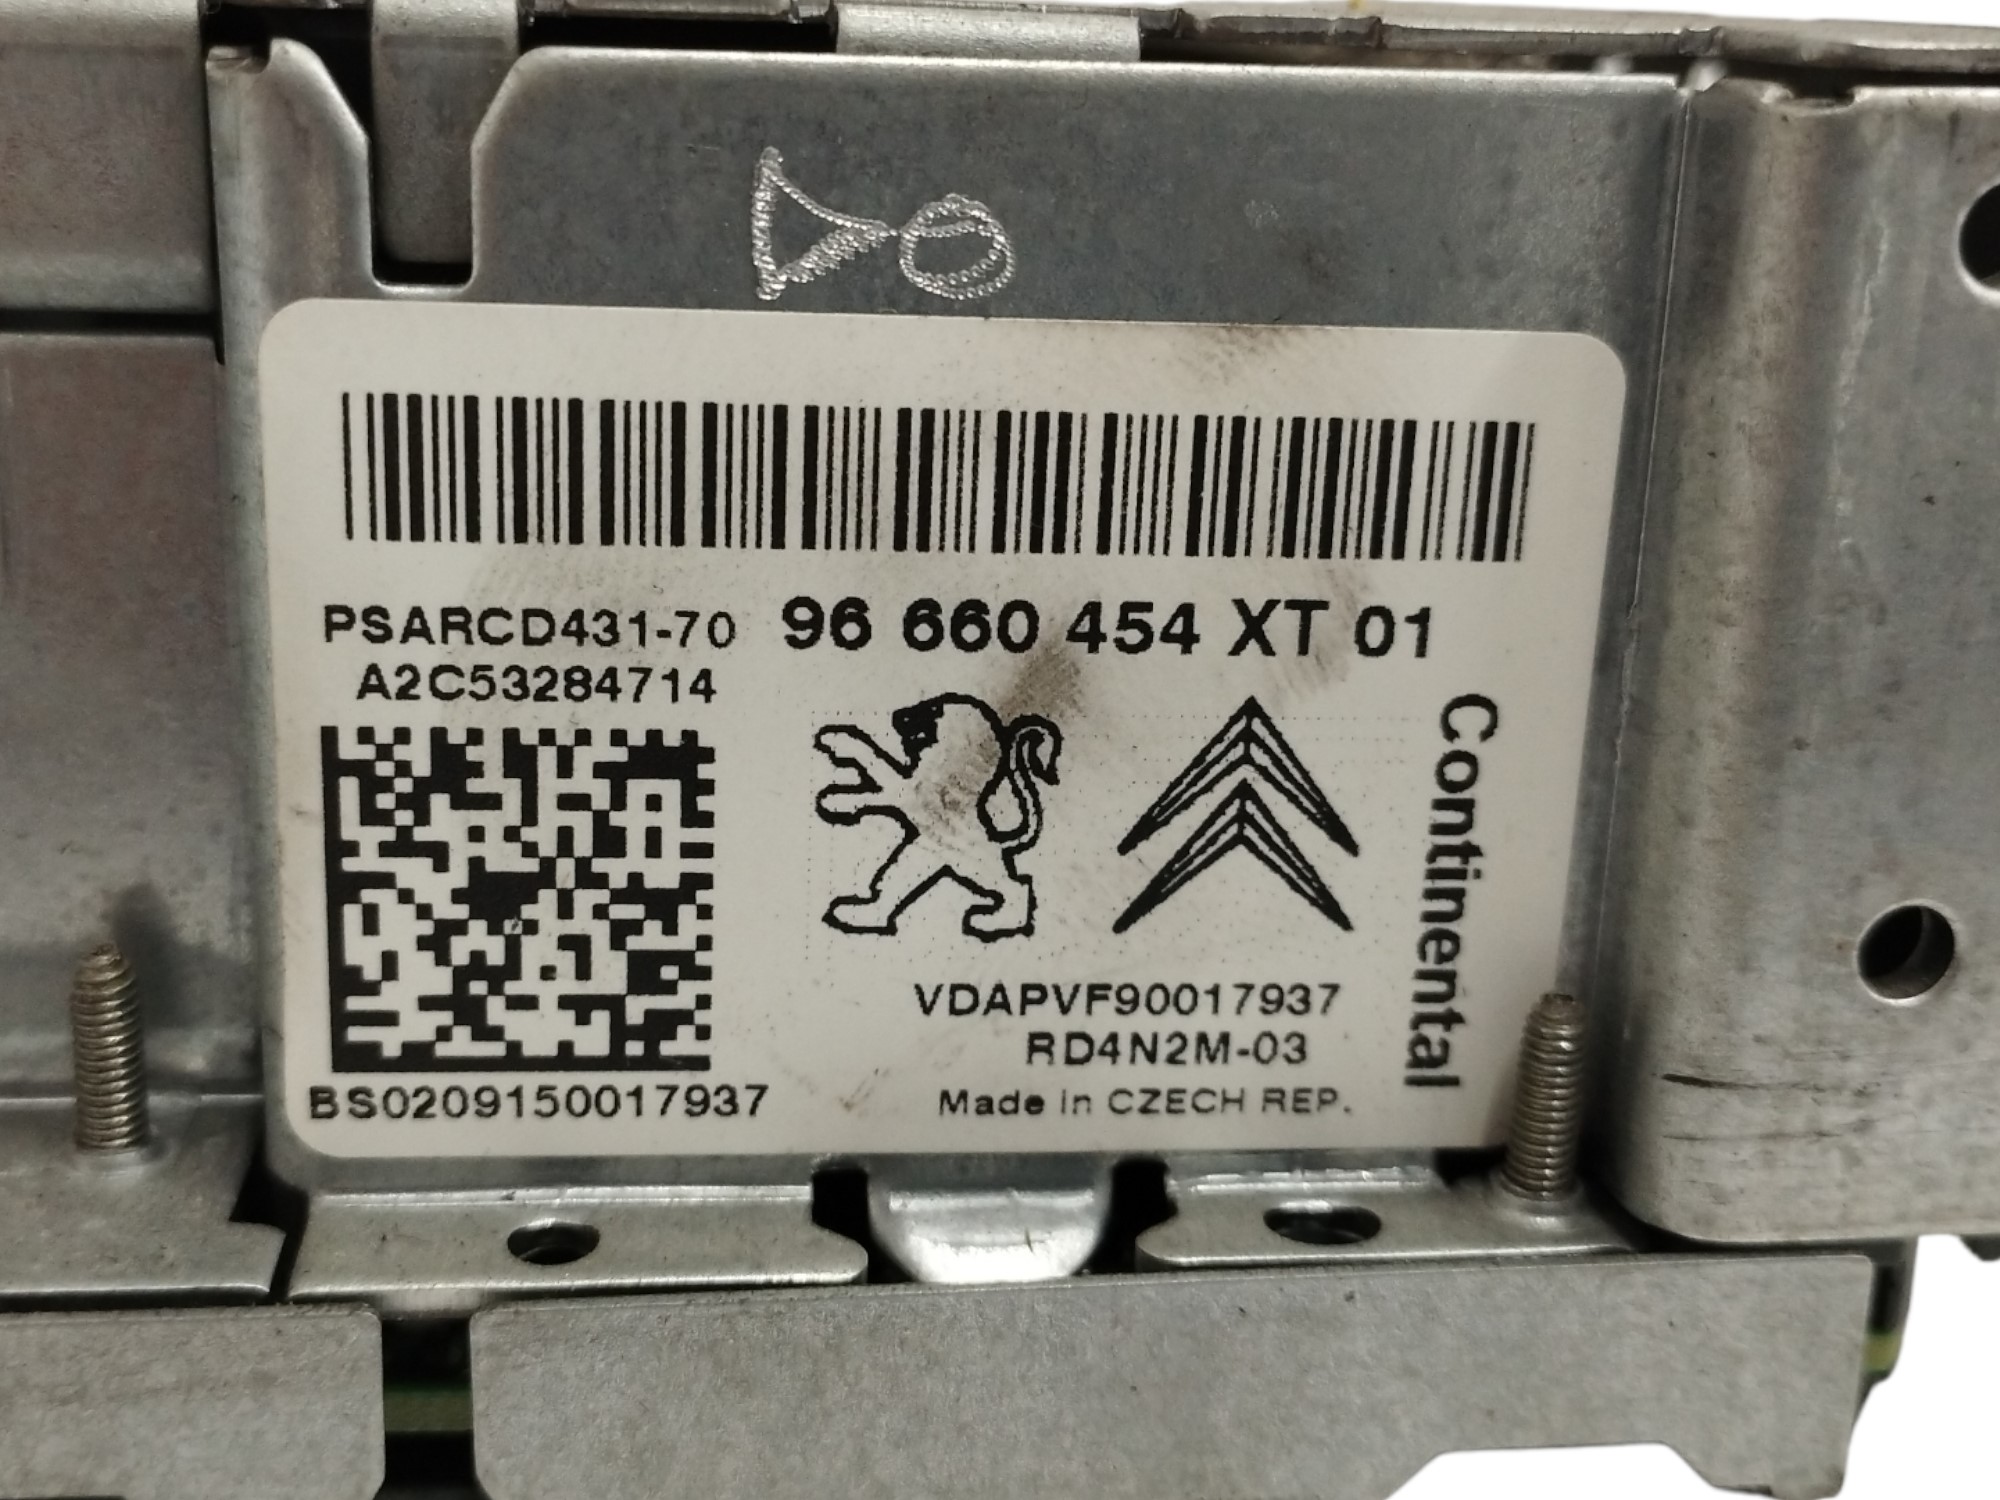 PSARCD431-70 96 660 454 XT 01
A2C53284714
Continental
VDAPVF90017937
RD4N2M-03
BS0209150017937
Made in CZECH REP.